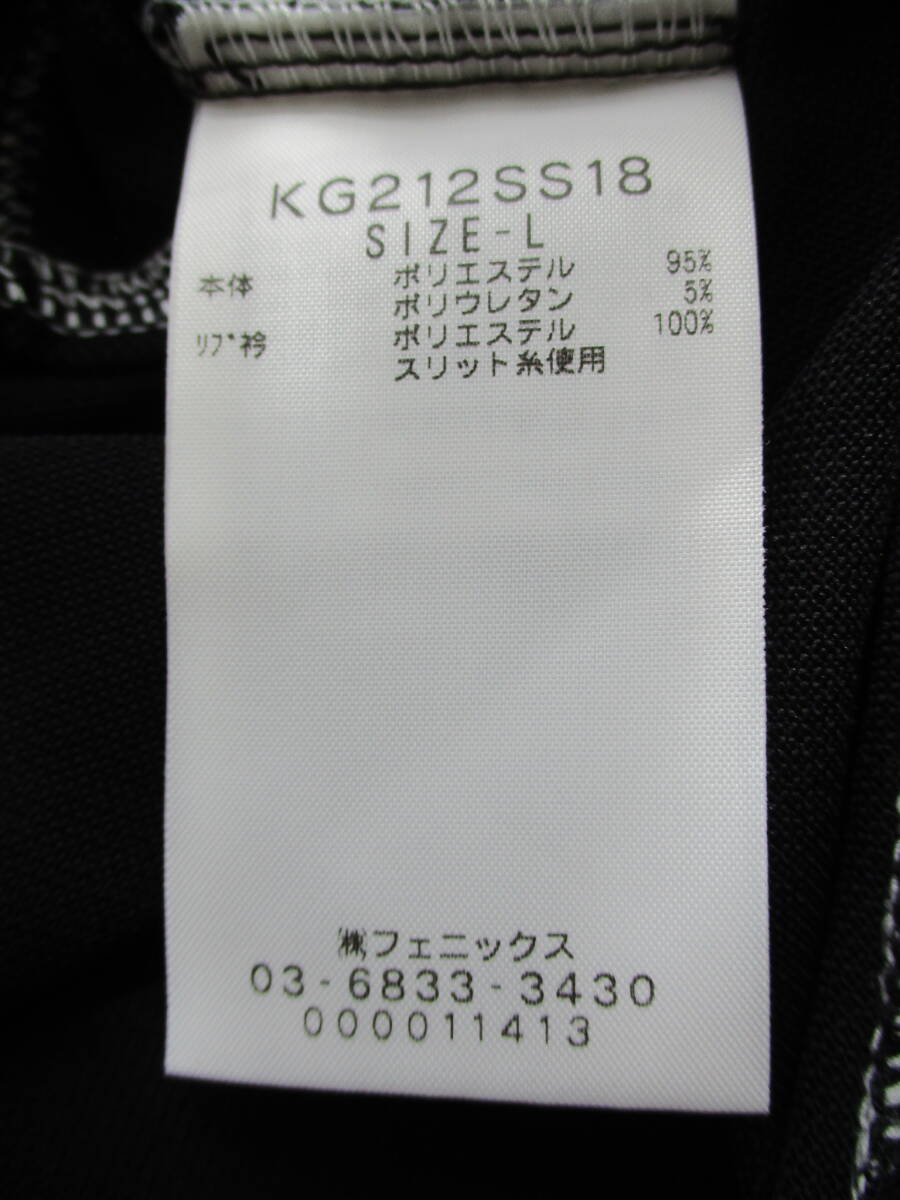 KG212SS18
SIZE-L
本体 ポリエステル 95%
ポリウレタン 5%
ﾘﾌﾞ衿 ポリエステル 100%
スリット糸使用
㈱フェニックス
03-6833-3430
000011413